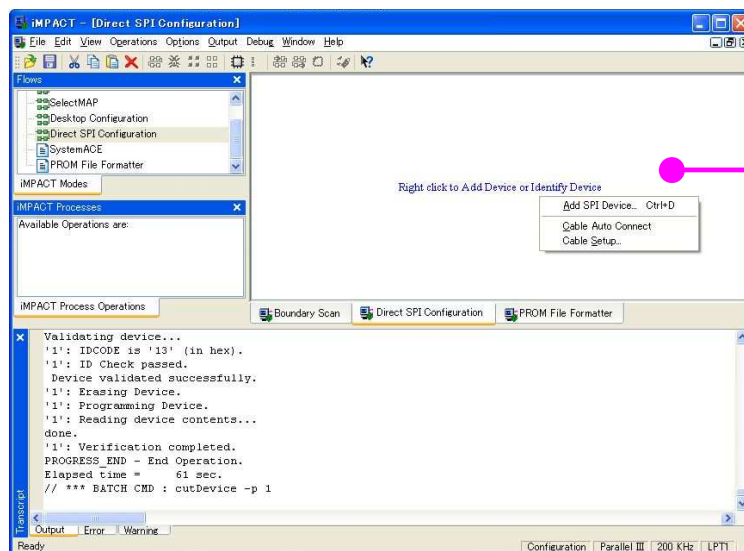 iMPACT - [Direct SPI Configuration]
File Edit View Operations Options Output Debug Window Help
Flows
SelectMAP
Desktop Configuration
Direct SPI Configuration
SystemACE
PROM File Formatter
iMPACT Modes
iMPACT Processes
Available Operations are:
iMPACT Process Operations
Right click to Add Device or Identify Device
Add SPI Device... Ctrl+D
Cable Auto Connect
Cable Setup...
Boundary Scan Direct SPI Configuration PROM File Formatter
Validating device...
'1': IDCODE is '13' (in hex).
'1': ID Check passed.
Device validated successfully.
'1': Erasing Device.
'1': Programming Device.
'1': Reading device contents...
done.
'1': Verification completed.
PROGRESS_END - End Operation.
Elapsed time = 61 sec.
// *** BATCH CMD : cutDevice -p 1
Transcript
Output Error Warning
Ready Configuration Parallel III 200 KHz LPT1